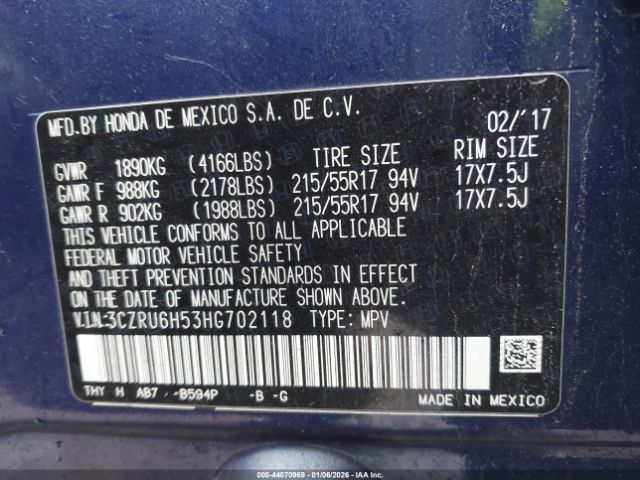 MFD.BY HONDA DE MEXICO S.A. DE C.V. 02/'17
GVWR 1890KG (4166LBS) TIRE SIZE RIM SIZE
GAWR F 988KG (2178LBS) 215/55R17 94V 17X7.5J
GAWR R 902KG (1988LBS) 215/55R17 94V 17X7.5J
THIS VEHICLE CONFORMS TO ALL APPLICABLE
FEDERAL MOTOR VEHICLE SAFETY
AND THEFT PREVENTION STANDARDS IN EFFECT
ON THE DATE OF MANUFACTURE SHOWN ABOVE.
V.I.N.:3CZRU6H53HG702118 TYPE: MPV
THY H AB7 -B594P -B -G MADE IN MEXICO
000-44070969 01/06/2026 © IAA Inc.